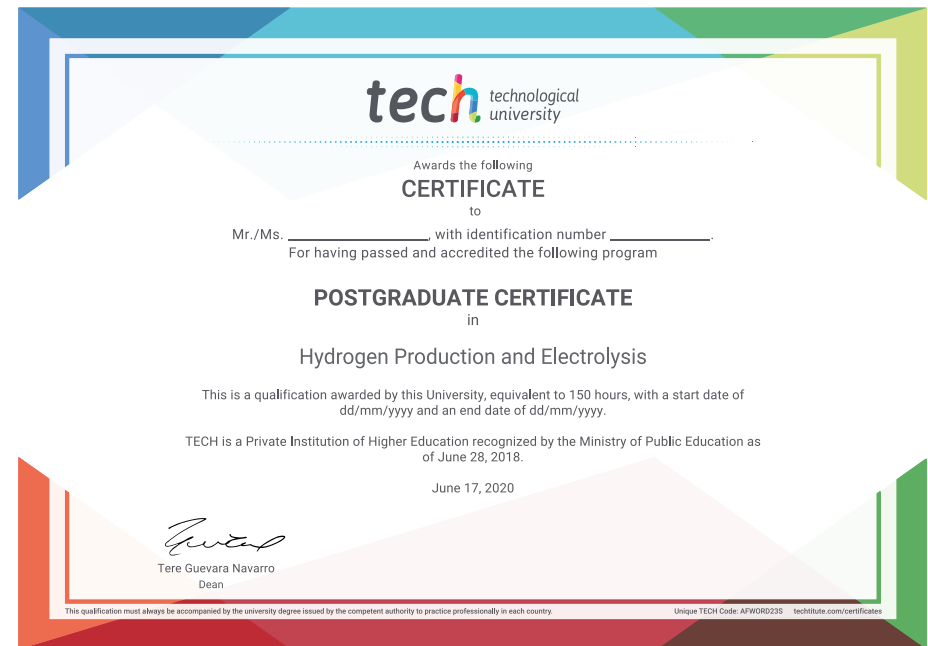 tech technological
university
Awards the following
CERTIFICATE
to
Mr./Ms. ____________________, with identification number ______________.
For having passed and accredited the following program
POSTGRADUATE CERTIFICATE
in
Hydrogen Production and Electrolysis
This is a qualification awarded by this University, equivalent to 150 hours, with a start date of
dd/mm/yyyy and an end date of dd/mm/yyyy.
TECH is a Private Institution of Higher Education recognized by the Ministry of Public Education as
of June 28, 2018.
June 17, 2020
Tere Guevara Navarro
Dean
This qualification must always be accompanied by the university degree issued by the competent authority to practice professionally in each country. Unique TECH Code: AFWORD23S techtitute.com/certificates